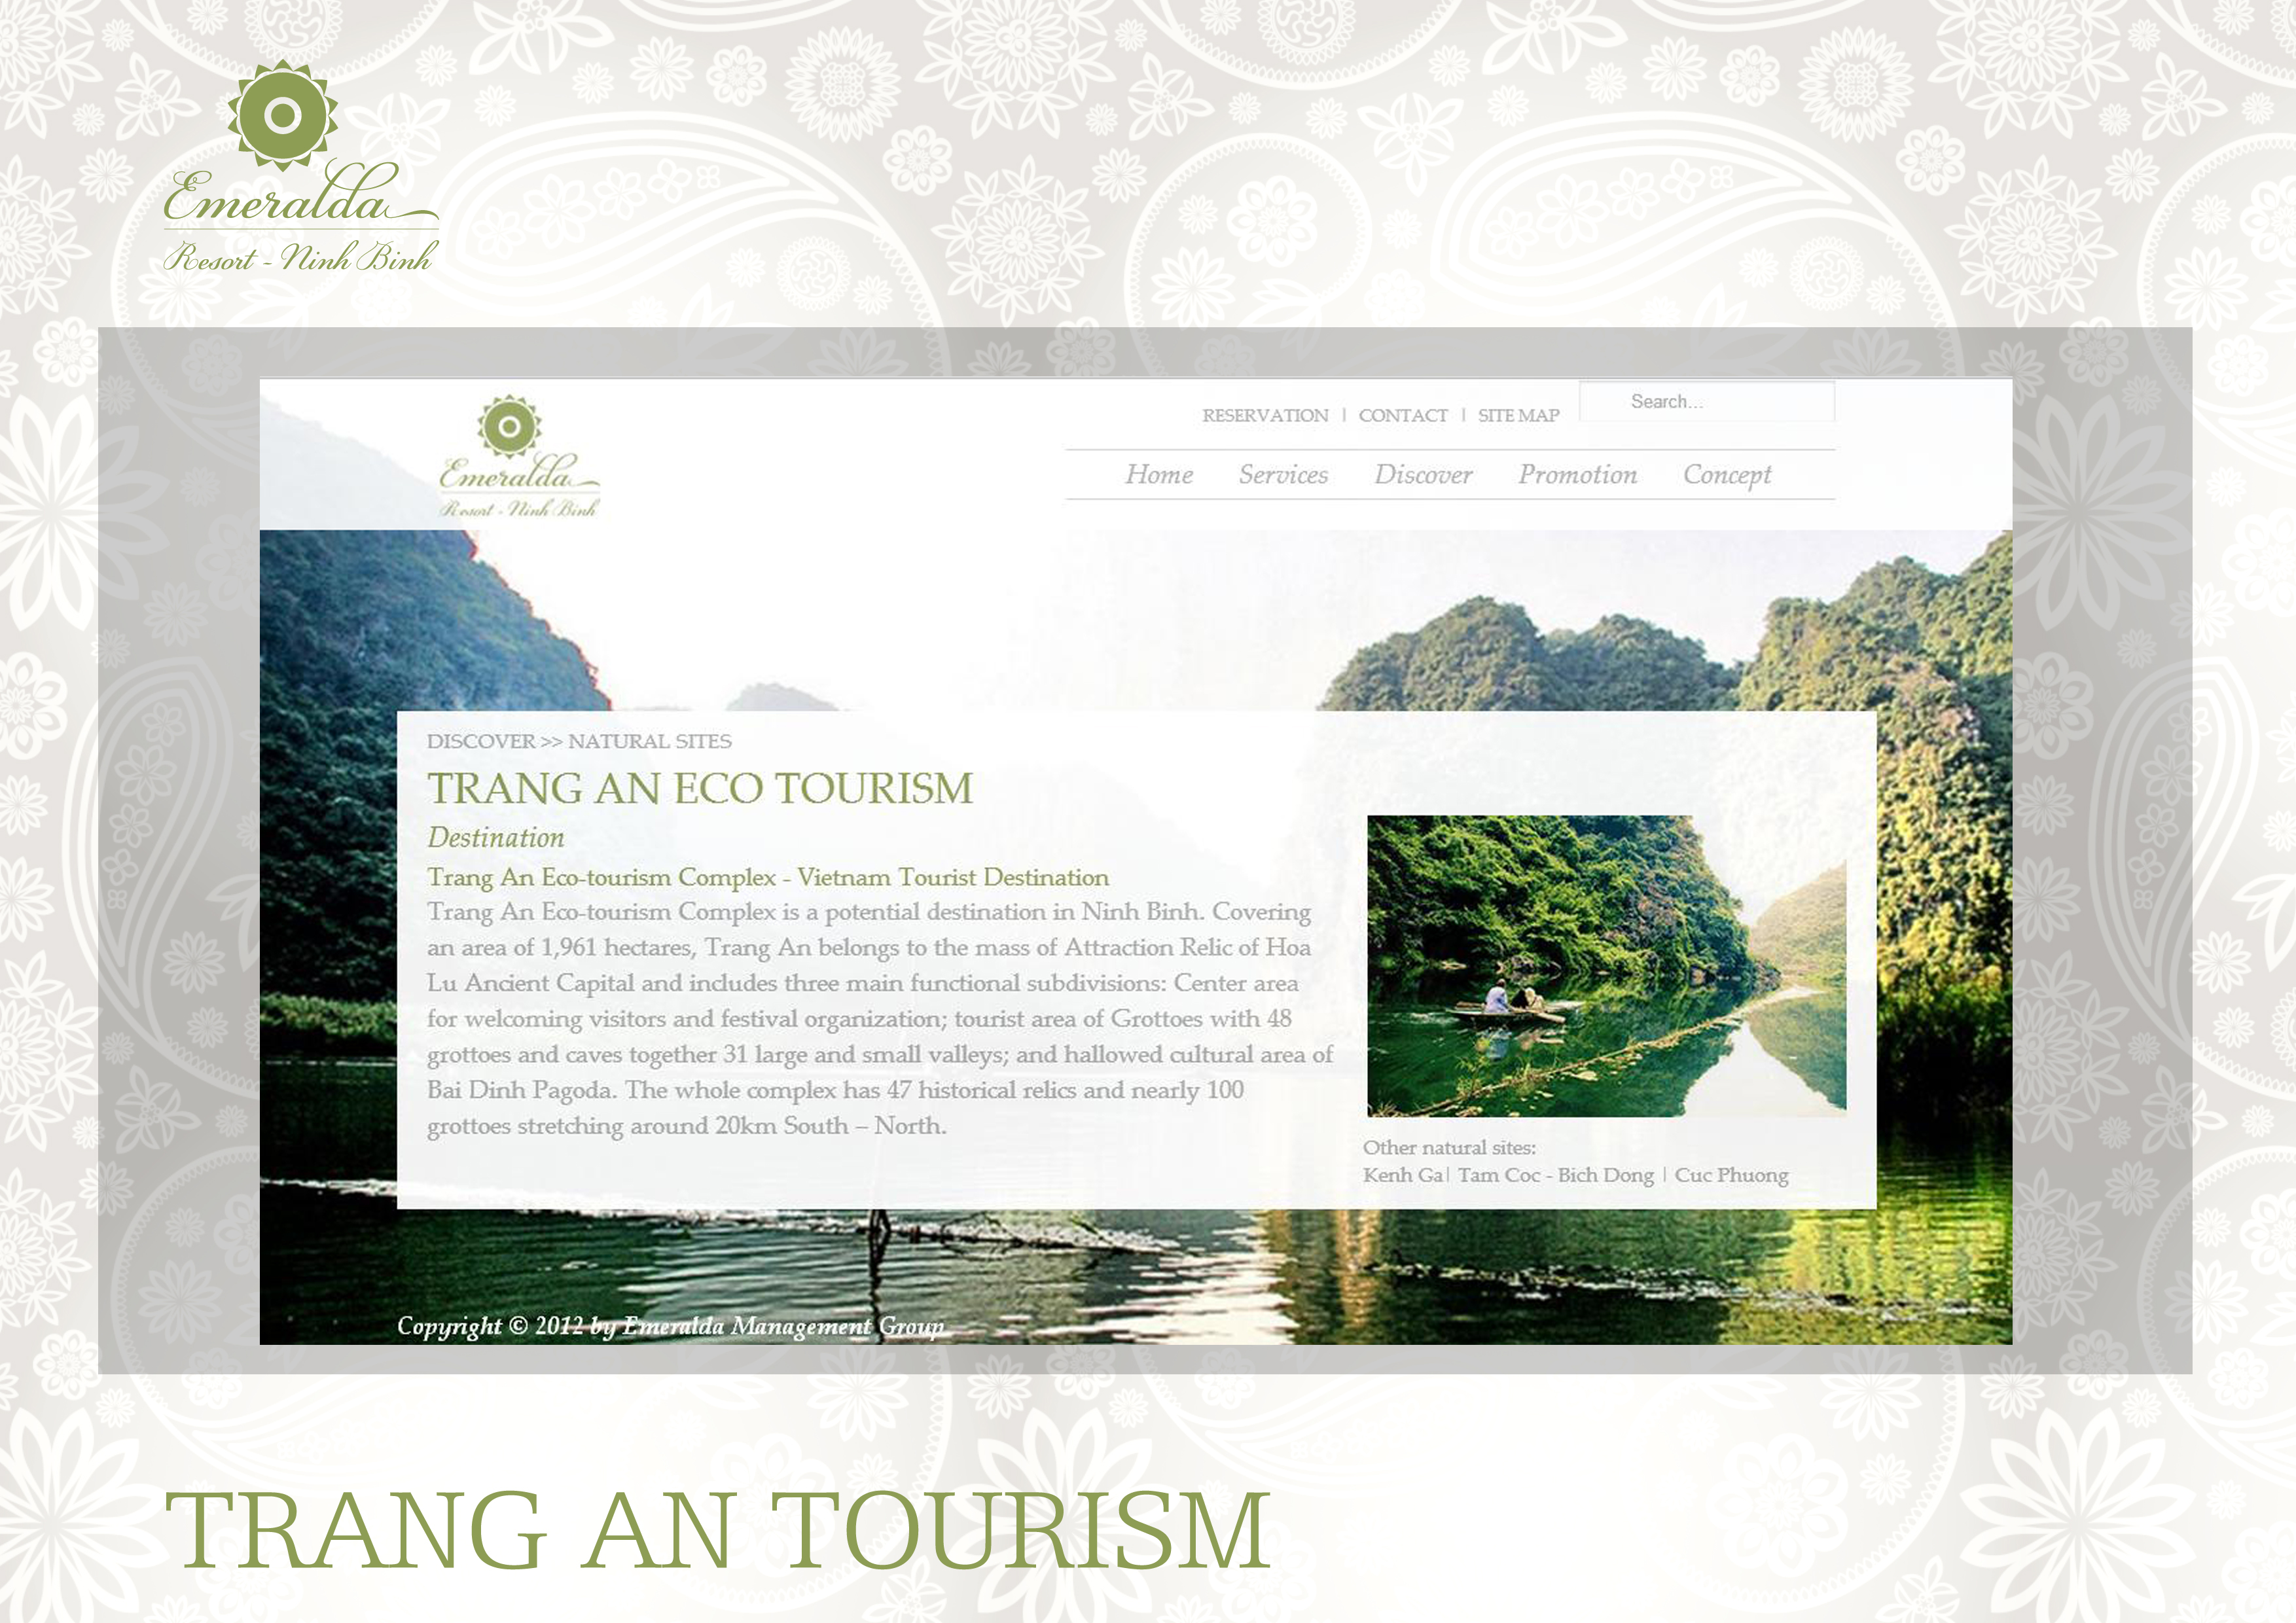 Emeralda
Resort - Ninh Binh
Emeralda
Resort - Ninh Binh
RESERVATION | CONTACT | SITE MAP
Search...
Home Services Discover Promotion Concept
DISCOVER >> NATURAL SITES
TRANG AN ECO TOURISM
Destination
Trang An Eco-tourism Complex - Vietnam Tourist Destination
Trang An Eco-tourism Complex is a potential destination in Ninh Binh. Covering
an area of 1,961 hectares, Trang An belongs to the mass of Attraction Relic of Hoa
Lu Ancient Capital and includes three main functional subdivisions: Center area
for welcoming visitors and festival organization; tourist area of Grottoes with 48
grottoes and caves together 31 large and small valleys; and hallowed cultural area of
Bai Dinh Pagoda. The whole complex has 47 historical relics and nearly 100
grottoes stretching around 20km South – North.
Other natural sites:
Kenh Ga| Tam Coc - Bich Dong | Cuc Phuong
Copyright © 2012 by Emeralda Management Group
TRANG AN TOURISM